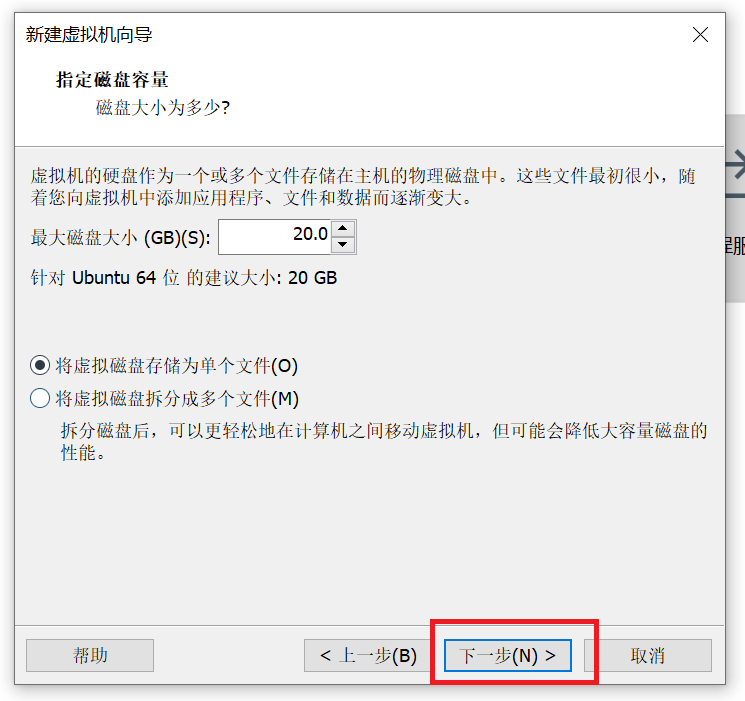 新建虚拟机向导
指定磁盘容量
磁盘大小为多少?
虚拟机的硬盘作为一个或多个文件存储在主机的物理磁盘中。这些文件最初很小，随
着您向虚拟机中添加应用程序、文件和数据而逐渐变大。
最大磁盘大小 (GB)(S): 20.0
针对 Ubuntu 64 位 的建议大小: 20 GB
将虚拟磁盘存储为单个文件(O)
将虚拟磁盘拆分成多个文件(M)
拆分磁盘后，可以更轻松地在计算机之间移动虚拟机，但可能会降低大容量磁盘的
性能。
帮助 < 上一步(B) 下一步(N) > 取消